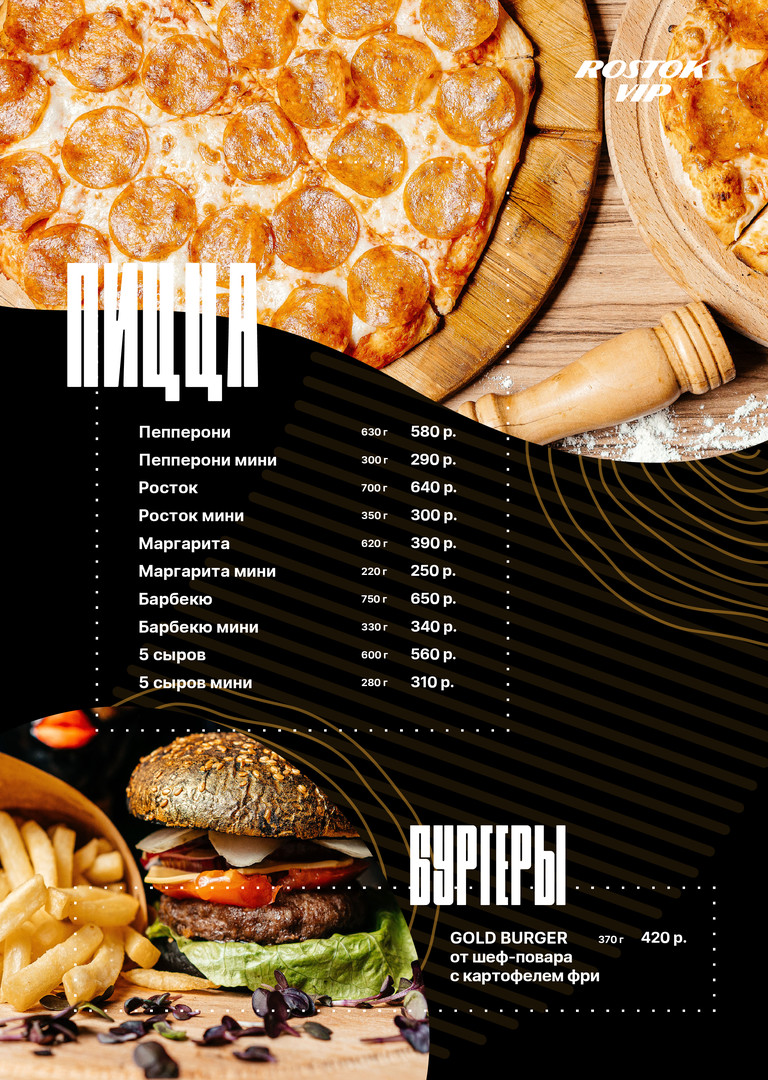 ROSTOK
VIP
ПИЦЦА
Пепперони 630 г 580 р.
Пепперони мини 300 г 290 р.
Росток 700 г 640 р.
Росток мини 350 г 300 р.
Маргарита 620 г 390 р.
Маргарита мини 220 г 250 р.
Барбекю 750 г 650 р.
Барбекю мини 330 г 340 р.
5 сыров 600 г 560 р.
5 сыров мини 280 г 310 р.
БУРГЕРЫ
GOLD BURGER 370 г 420 р.
от шеф-повара
с картофелем фри